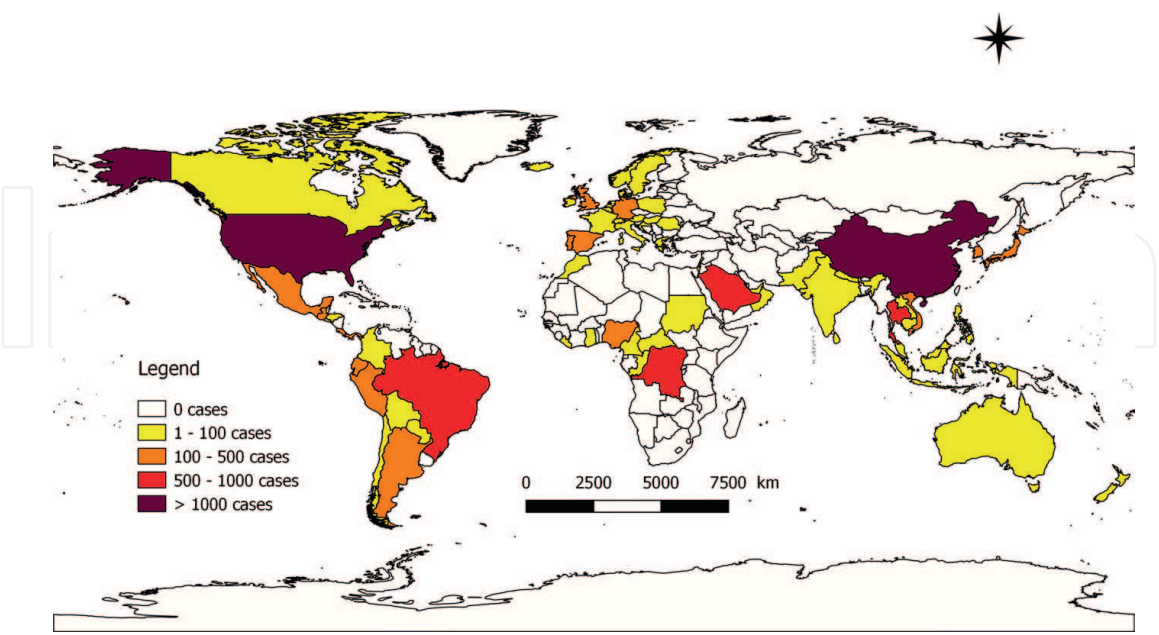 Legend
0 cases
1 - 100 cases
100 - 500 cases
500 - 1000 cases
> 1000 cases
0 2500 5000 7500 km